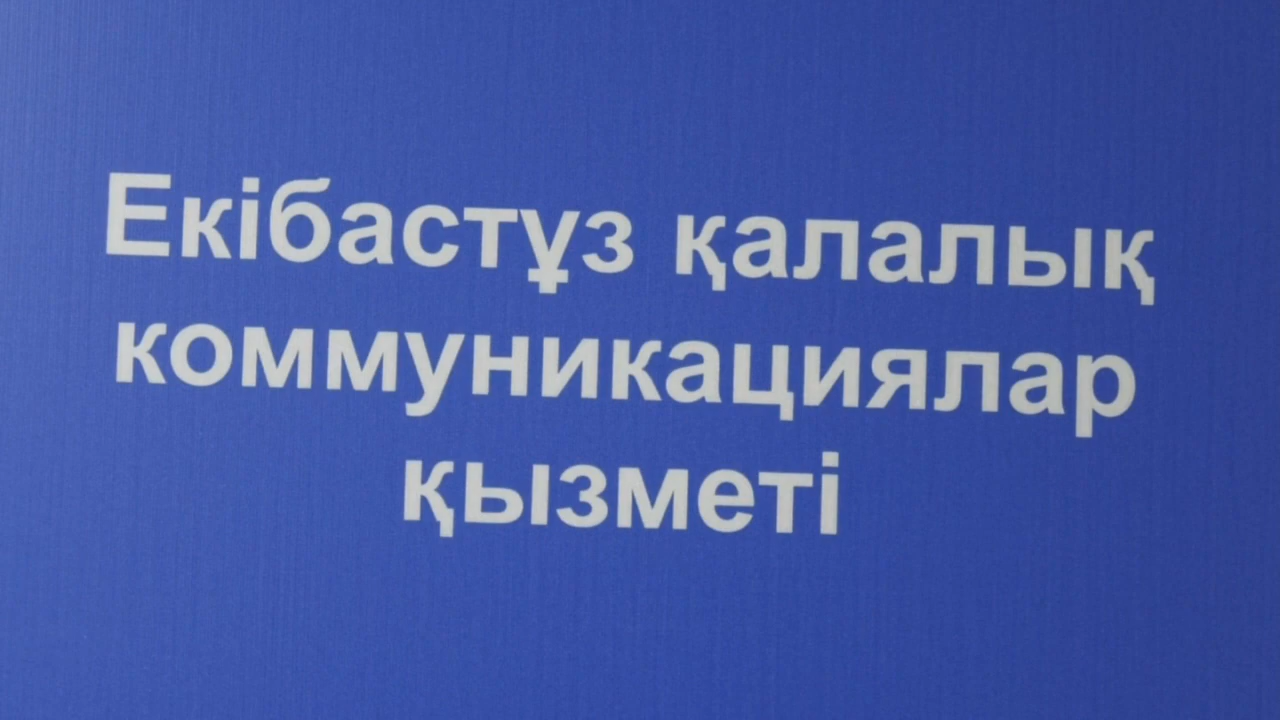 Екібастұз қалалық
коммуникациялар
қызметі